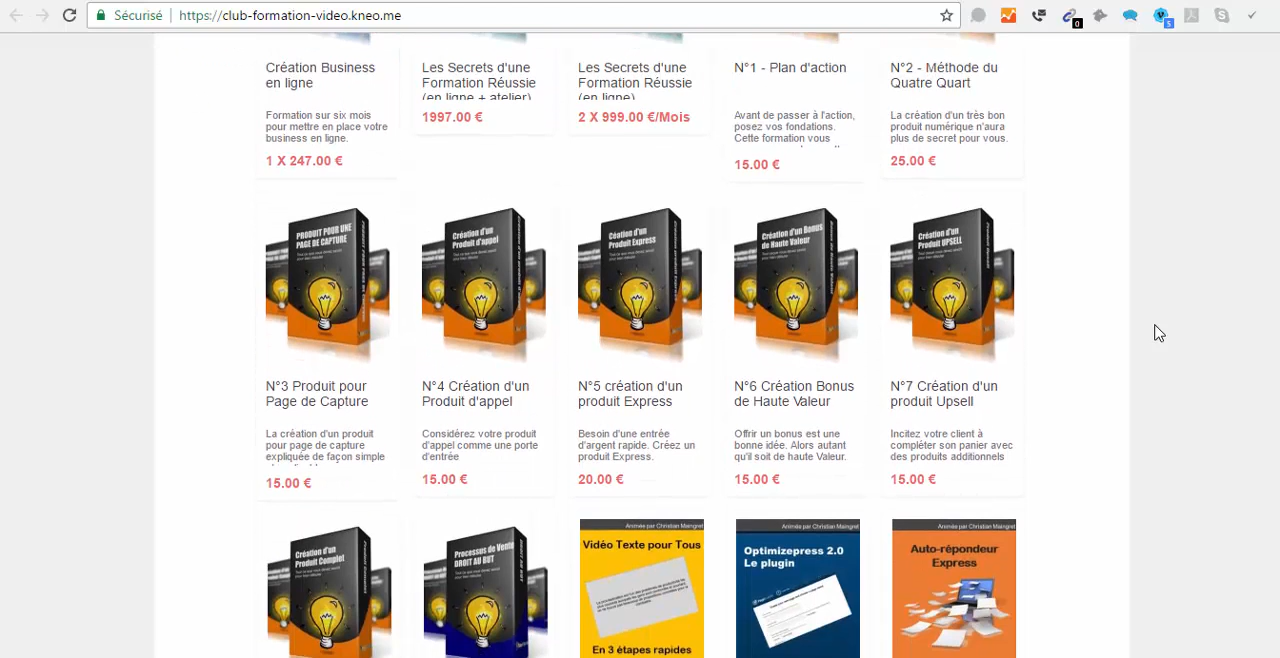 Sécurisé | https://club-formation-video.kneo.me
0
5
Création Business
en ligne
Formation sur six mois
pour mettre en place votre
business en ligne.
1 X 247.00 €
Les Secrets d'une
Formation Réussie
(en ligne + atelier)
1997.00 €
Les Secrets d'une
Formation Réussie
(en ligne)
2 X 999.00 €/Mois
N°1 - Plan d'action
Avant de passer à l'action,
posez vos fondations.
Cette formation vous
15.00 €
N°2 - Méthode du
Quatre Quart
La création d'un très bon
produit numérique n'aura
plus de secret pour vous.
25.00 €
PRODUIT POUR UNE
PAGE DE CAPTURE
N°3 Produit pour
Page de Capture
La création d'un produit
pour page de capture
expliquée de façon simple
15.00 €
Création d'un
Produit d'appel
N°4 Création d'un
Produit d'appel
Considérez votre produit
d'appel comme une porte
d'entrée
15.00 €
Création d'un
Produit Express
N°5 création d'un
produit Express
Besoin d'une entrée
d'argent rapide. Créez un
produit Express.
20.00 €
Création d'un Bonus
de Haute Valeur
N°6 Création Bonus
de Haute Valeur
Offrir un bonus est une
bonne idée. Alors autant
qu'il soit de haute Valeur.
15.00 €
Création d'un
Produit UPSELL
N°7 Création d'un
produit Upsell
Incitez votre client à
compléter son panier avec
des produits additionnels
15.00 €
Création d'un
Produit Complet
Processus de Vente
DROIT AU BUT
Animée par Christian Maingret
Vidéo Texte pour Tous
En 3 étapes rapides
Animée par Christian Maingret
Optimizepress 2.0
Le plugin
Animée par Christian Maingret
Auto-répondeur
Express